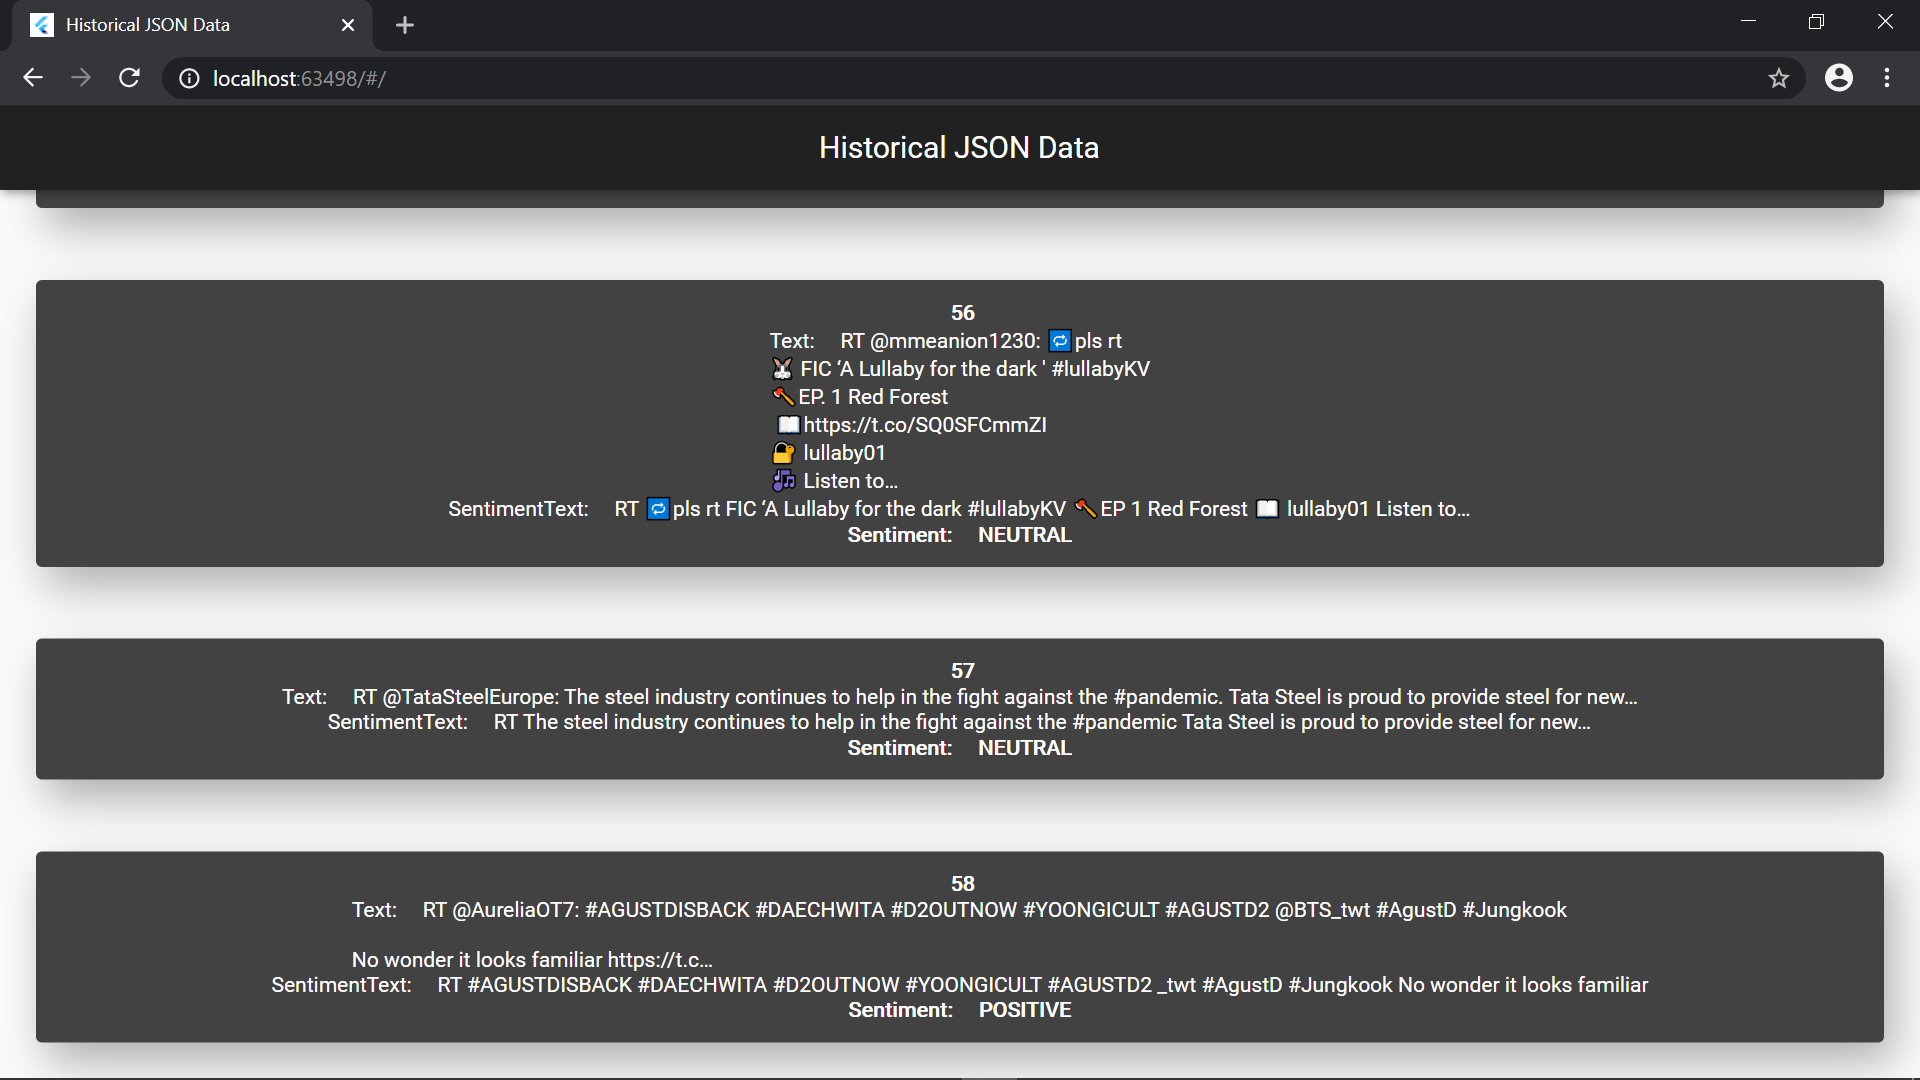 Historical JSON Data
localhost:63498/#/
Historical JSON Data
56
Text: RT @mmeanion1230: 🔁pls rt
🐰 FIC ‘A Lullaby for the dark ' #lullabyKV
🪓EP. 1 Red Forest
📖https://t.co/SQ0SFCmmZI
🔐 lullaby01
🎶 Listen to…
SentimentText: RT 🔁pls rt FIC ‘A Lullaby for the dark #lullabyKV 🪓EP 1 Red Forest 📖 lullaby01 Listen to…
Sentiment: NEUTRAL
57
Text: RT @TataSteelEurope: The steel industry continues to help in the fight against the #pandemic. Tata Steel is proud to provide steel for new…
SentimentText: RT The steel industry continues to help in the fight against the #pandemic Tata Steel is proud to provide steel for new…
Sentiment: NEUTRAL
58
Text: RT @AureliaOT7: #AGUSTDISBACK #DAECHWITA #D2OUTNOW #YOONGICULT #AGUSTD2 @BTS_twt #AgustD #Jungkook
No wonder it looks familiar https://t.c…
SentimentText: RT #AGUSTDISBACK #DAECHWITA #D2OUTNOW #YOONGICULT #AGUSTD2 _twt #AgustD #Jungkook No wonder it looks familiar
Sentiment: POSITIVE